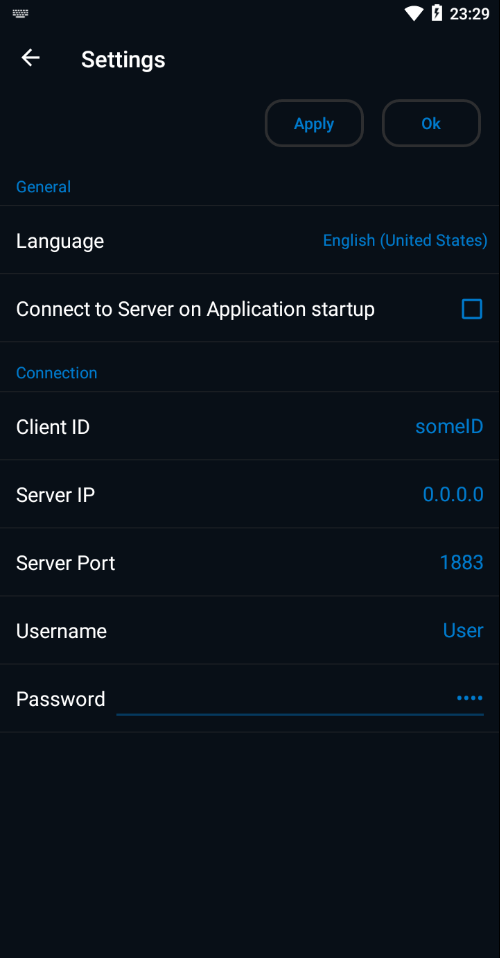 23:29
Settings
Apply
Ok
General
Language
English (United States)
Connect to Server on Application startup
Connection
Client ID
someID
Server IP
0.0.0.0
Server Port
1883
Username
User
Password
••••